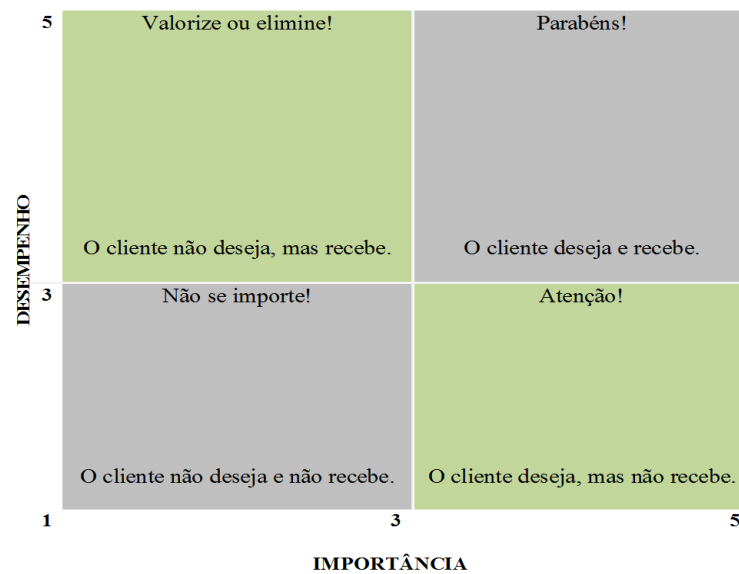 5
Valorize ou elimine!
Parabéns!
DESEMPENHO
O cliente não deseja, mas recebe.
O cliente deseja e recebe.
3
Não se importe!
Atenção!
O cliente não deseja e não recebe.
O cliente deseja, mas não recebe.
1
3
5
IMPORTÂNCIA